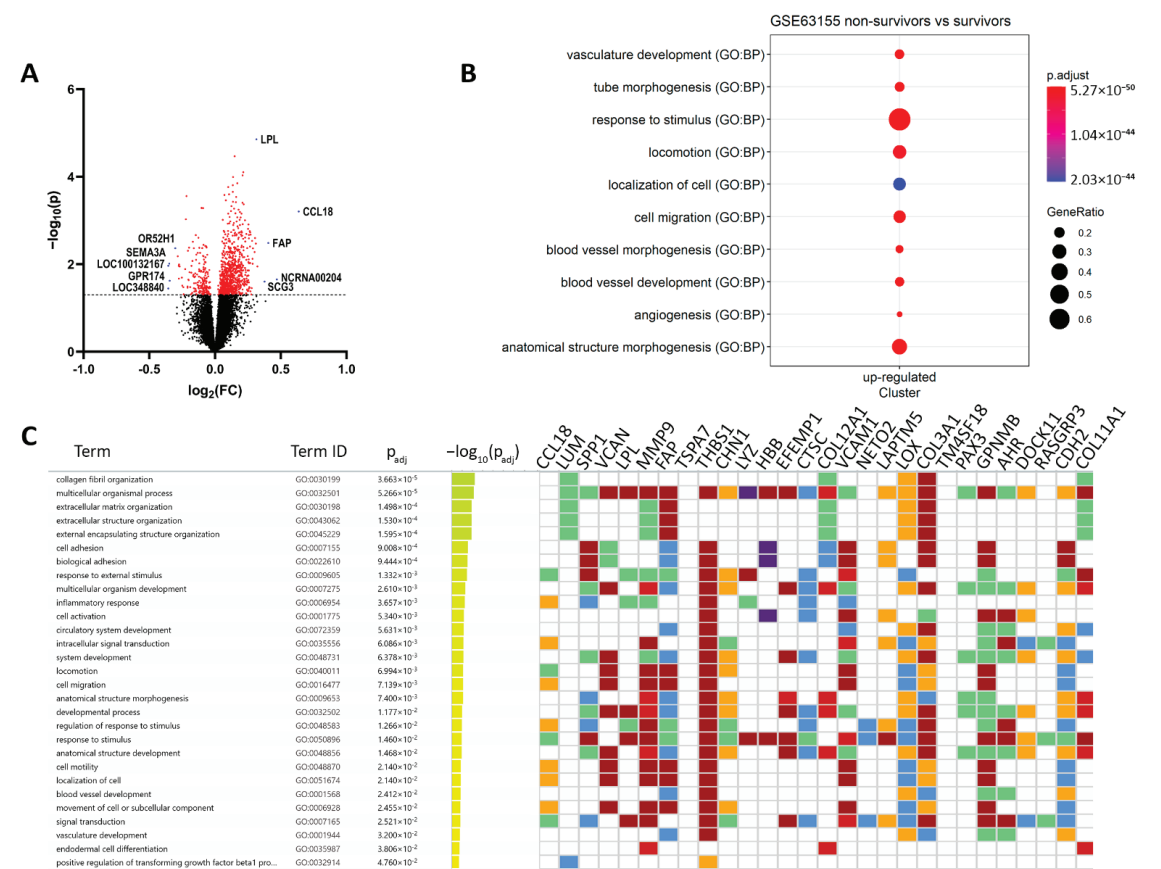 A
6
4
2
0
−log10(p)
LPL
CCL18
FAP
NCRNA00204
SCG3
OR52H1
SEMA3A
LOC100132167
GPR174
LOC348840
-1.0 -0.5 0.0 0.5 1.0
log2(FC)
B
GSE63155 non-survivors vs survivors
vasculature development (GO:BP)
tube morphogenesis (GO:BP)
response to stimulus (GO:BP)
locomotion (GO:BP)
localization of cell (GO:BP)
cell migration (GO:BP)
blood vessel morphogenesis (GO:BP)
blood vessel development (GO:BP)
angiogenesis (GO:BP)
anatomical structure morphogenesis (GO:BP)
up-regulated
Cluster
p.adjust
5.27×10⁻⁵⁰
1.04×10⁻⁴⁴
2.03×10⁻⁴⁴
GeneRatio
0.2
0.3
0.4
0.5
0.6
C
Term Term ID padj −log10(padj)
CCL18 LUM SPP1 VCAN LPL MMP9 FAP TSPA7 THBS1 CHN1 LYZ HBB EFEMP1 CTSC COL12A1 VCAM1 NETO2 LAPTM5 LOX COL3A1 TM4SF18 PAX3 GPNMB AHR DOCK11 RASGRP3 CDH2 COL11A1
collagen fibril organization GO:0030199 3.663×10⁻⁵
multicellular organismal process GO:0032501 5.266×10⁻⁵
extracellular matrix organization GO:0030198 1.498×10⁻⁴
extracellular structure organization GO:0043062 1.530×10⁻⁴
external encapsulating structure organization GO:0045229 1.595×10⁻⁴
cell adhesion GO:0007155 9.008×10⁻⁴
biological adhesion GO:0022610 9.444×10⁻⁴
response to external stimulus GO:0009605 1.332×10⁻³
multicellular organism development GO:0007275 2.610×10⁻³
inflammatory response GO:0006954 3.657×10⁻³
cell activation GO:0001775 5.340×10⁻³
circulatory system development GO:0072359 5.631×10⁻³
intracellular signal transduction GO:0035556 6.086×10⁻³
system development GO:0048731 6.378×10⁻³
locomotion GO:0040011 6.994×10⁻³
cell migration GO:0016477 7.139×10⁻³
anatomical structure morphogenesis GO:0009653 7.400×10⁻³
developmental process GO:0032502 1.177×10⁻²
regulation of response to stimulus GO:0048583 1.266×10⁻²
response to stimulus GO:0050896 1.460×10⁻²
anatomical structure development GO:0048856 1.468×10⁻²
cell motility GO:0048870 2.140×10⁻²
localization of cell GO:0051674 2.140×10⁻²
blood vessel development GO:0001568 2.412×10⁻²
movement of cell or subcellular component GO:0006928 2.455×10⁻²
signal transduction GO:0007165 2.521×10⁻²
vasculature development GO:0001944 3.200×10⁻²
endodermal cell differentiation GO:0035987 3.806×10⁻²
positive regulation of transforming growth factor beta1 pro... GO:0032914 4.760×10⁻²